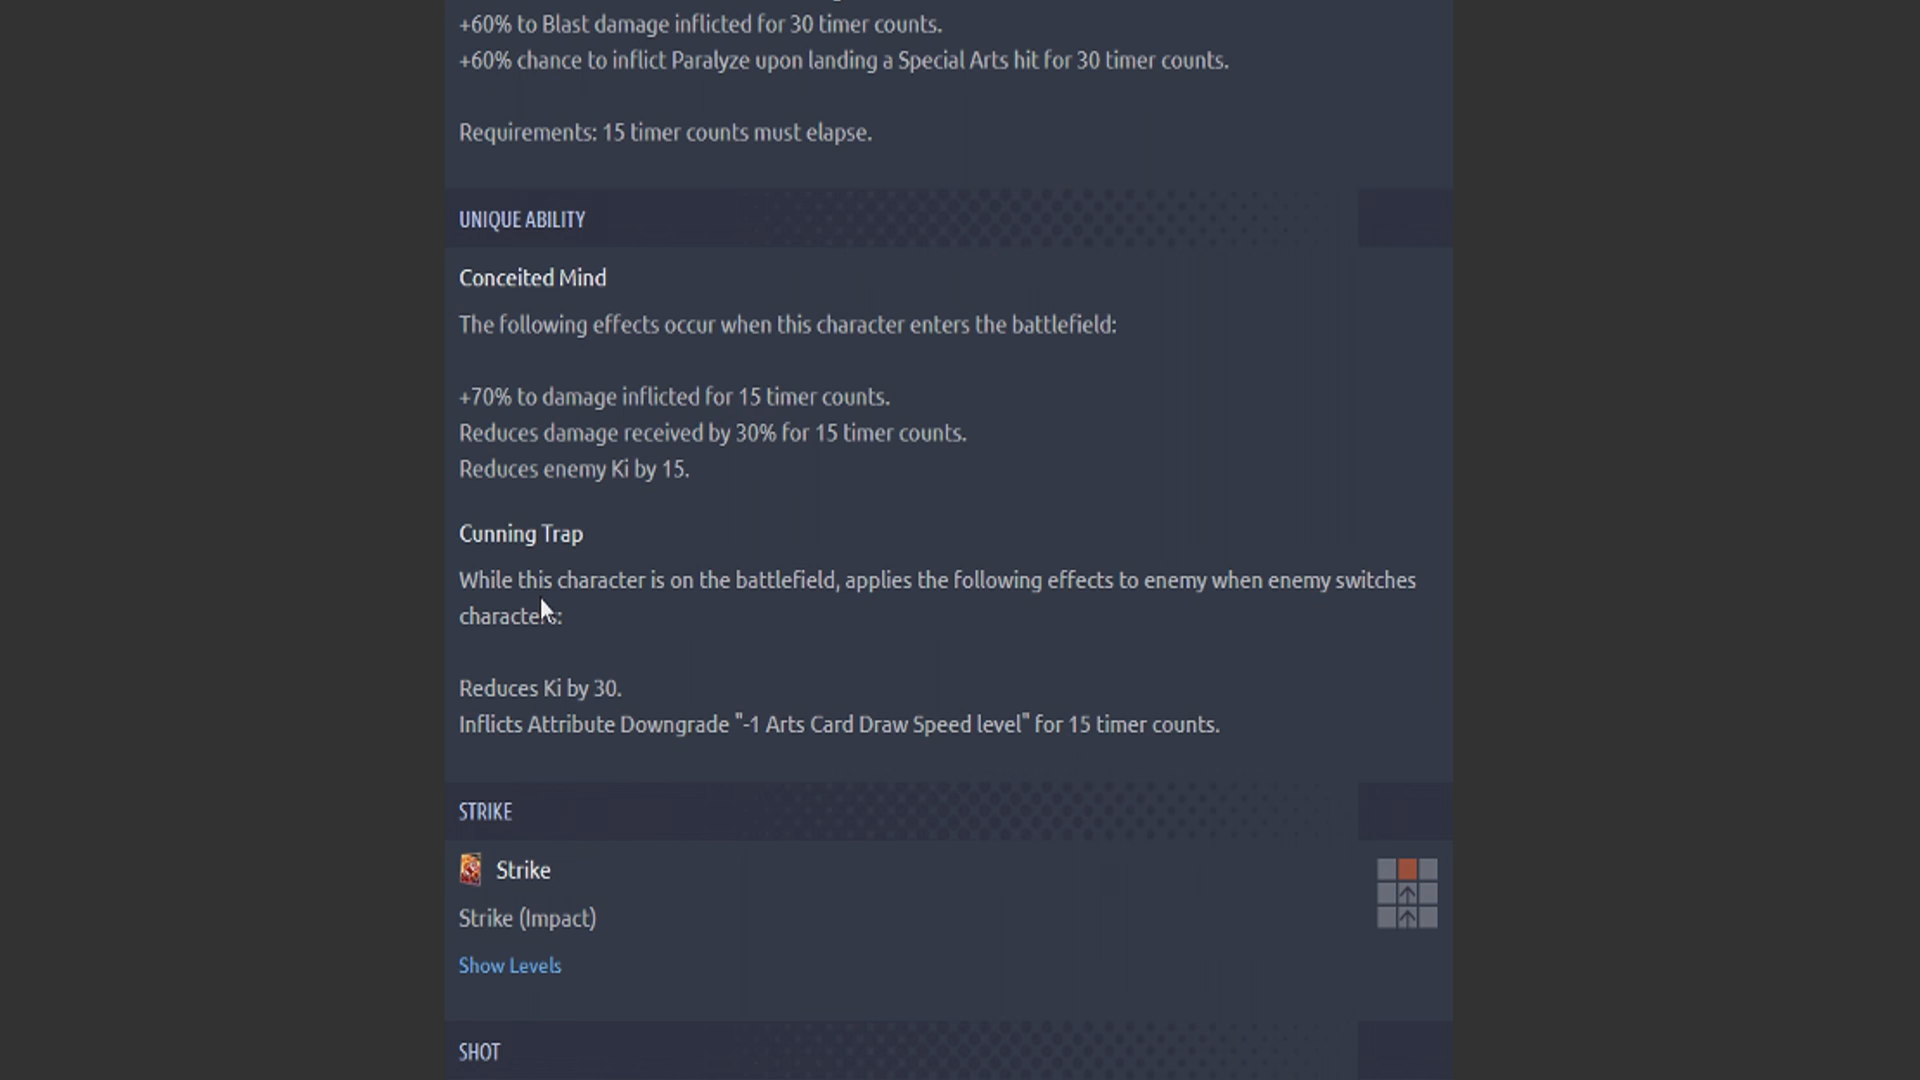 +60% to Blast damage inflicted for 30 timer counts.
+60% chance to inflict Paralyze upon landing a Special Arts hit for 30 timer counts.
Requirements: 15 timer counts must elapse.
UNIQUE ABILITY
Conceited Mind
The following effects occur when this character enters the battlefield:
+70% to damage inflicted for 15 timer counts.
Reduces damage received by 30% for 15 timer counts.
Reduces enemy Ki by 15.
Cunning Trap
While this character is on the battlefield, applies the following effects to enemy when enemy switches
characters:
Reduces Ki by 30.
Inflicts Attribute Downgrade "-1 Arts Card Draw Speed level" for 15 timer counts.
STRIKE
Strike
Strike (Impact)
Show Levels
SHOT